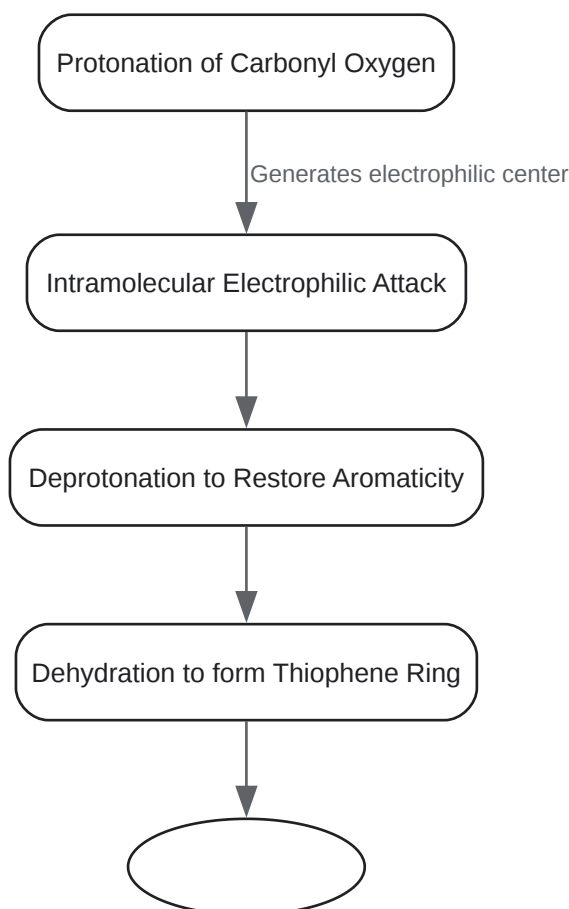 Protonation of Carbonyl Oxygen
Generates electrophilic center
Intramolecular Electrophilic Attack
Deprotonation to Restore Aromaticity
Dehydration to form Thiophene Ring